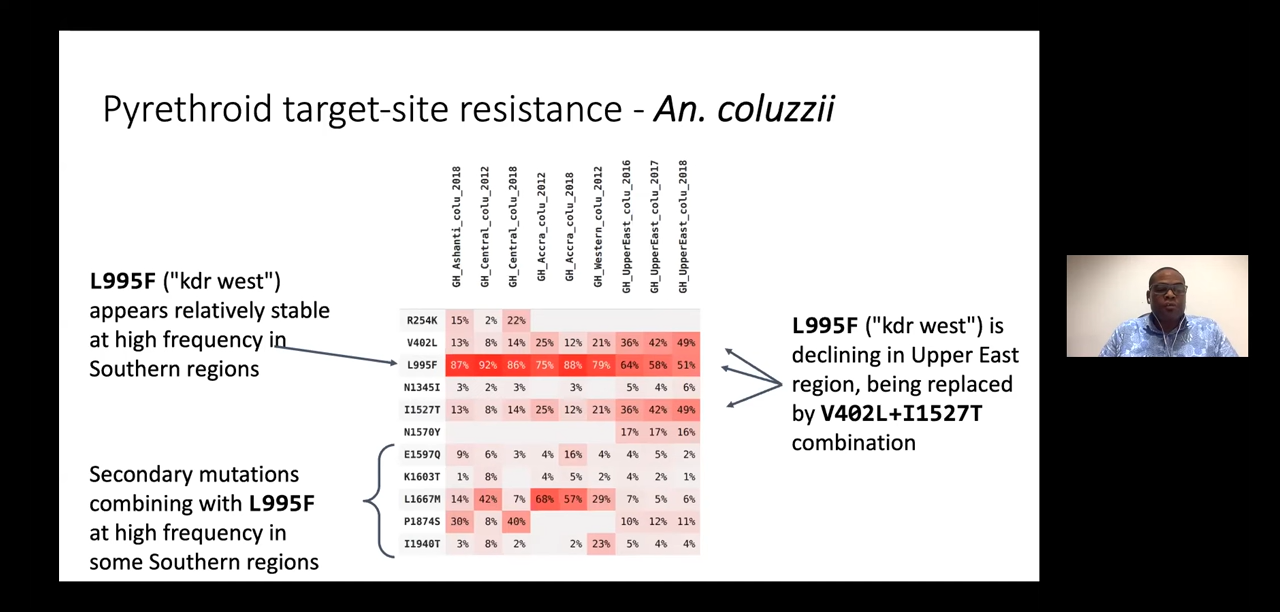 Pyrethroid target-site resistance - An. coluzzii
L995F ("kdr west")
appears relatively stable
at high frequency in
Southern regions
Secondary mutations
combining with L995F
at high frequency in
some Southern regions
GH_Ashanti_colu_2018
GH_Central_colu_2012
GH_Central_colu_2018
GH_Accra_colu_2012
GH_Accra_colu_2018
GH_Western_colu_2012
GH_UpperEast_colu_2016
GH_UpperEast_colu_2017
GH_UpperEast_colu_2018
R254K 15% 2% 22%
V402L 13% 8% 14% 25% 12% 21% 36% 42% 49%
L995F 87% 92% 86% 75% 88% 79% 64% 58% 51%
N1345I 3% 2% 3% 3% 5% 4% 6%
I1527T 13% 8% 14% 25% 12% 21% 36% 42% 49%
N1570Y 17% 17% 16%
E1597Q 9% 6% 3% 4% 16% 4% 4% 5% 2%
K1603T 1% 8% 4% 5% 2% 4% 2% 1%
L1667M 14% 42% 7% 68% 57% 29% 7% 5% 6%
P1874S 30% 8% 40% 10% 12% 11%
I1940T 3% 8% 2% 2% 23% 5% 4% 4%
L995F ("kdr west") is
declining in Upper East
region, being replaced
by V402L+I1527T
combination